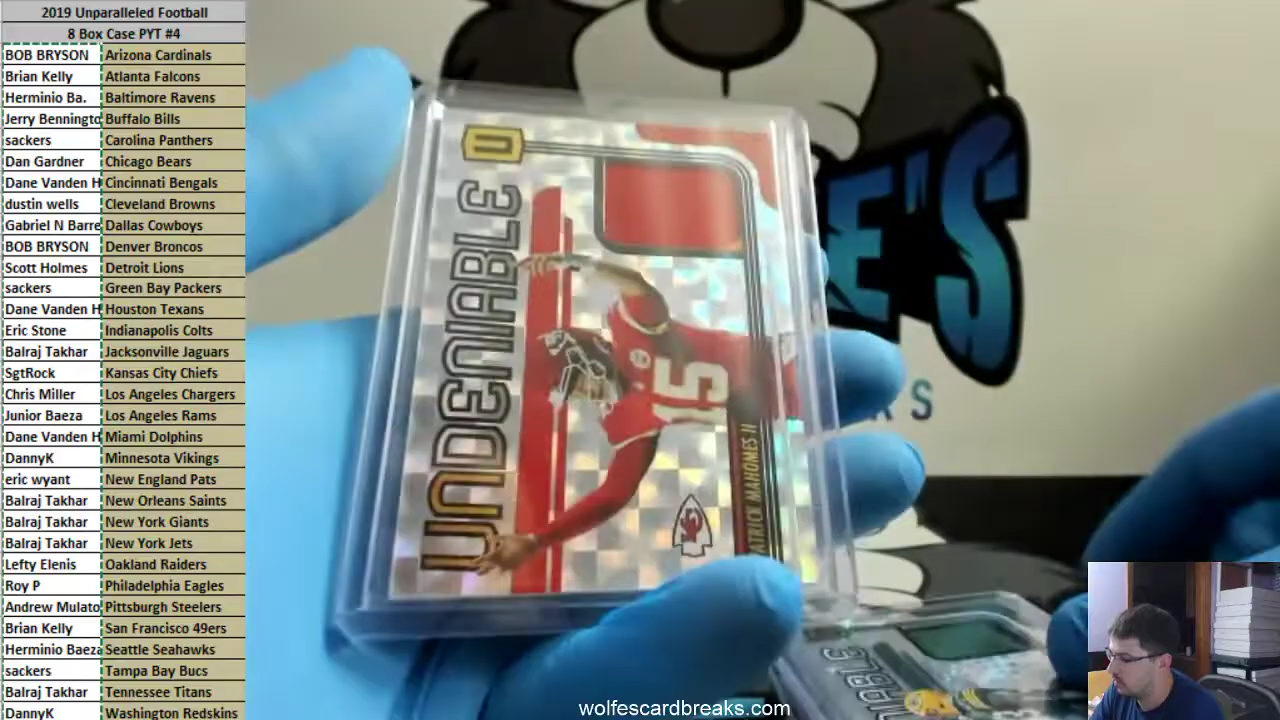 2019 Unparalleled Football
8 Box Case PYT #4
BOB BRYSON Arizona Cardinals
Brian Kelly Atlanta Falcons
Herminio Ba. Baltimore Ravens
Jerry Benningto Buffalo Bills
sackers Carolina Panthers
Dan Gardner Chicago Bears
Dane Vanden H Cincinnati Bengals
dustin wells Cleveland Browns
Gabriel N Barre Dallas Cowboys
BOB BRYSON Denver Broncos
Scott Holmes Detroit Lions
sackers Green Bay Packers
Dane Vanden H Houston Texans
Eric Stone Indianapolis Colts
Balraj Takhar Jacksonville Jaguars
SgtRock Kansas City Chiefs
Chris Miller Los Angeles Chargers
Junior Baeza Los Angeles Rams
Dane Vanden H Miami Dolphins
DannyK Minnesota Vikings
eric wyant New England Pats
Balraj Takhar New Orleans Saints
Balraj Takhar New York Giants
Balraj Takhar New York Jets
Lefty Elenis Oakland Raiders
Roy P Philadelphia Eagles
Andrew Mulato Pittsburgh Steelers
Brian Kelly San Francisco 49ers
Herminio Baeza Seattle Seahawks
sackers Tampa Bay Bucs
Balraj Takhar Tennessee Titans
DannyK Washington Redskins
U
UNDENIABLE
15
PATRICK MAHOMES II
KC
E'S
KS
IABLE
wolfescardbreaks.com